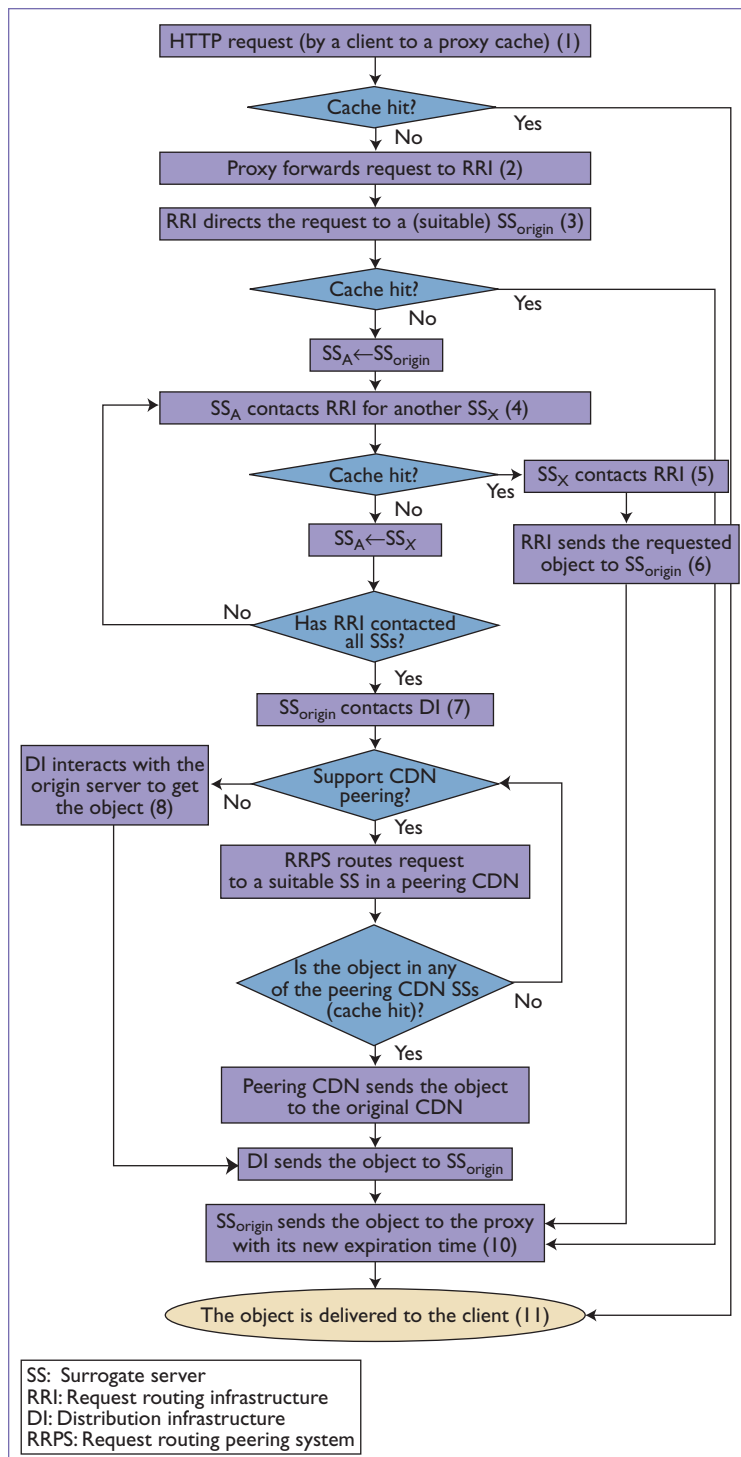 HTTP request (by a client to a proxy cache) (1)
Cache hit?
Yes
No
Proxy forwards request to RRI (2)
RRI directs the request to a (suitable) SSorigin (3)
Cache hit?
Yes
No
SSA←SSorigin
SSA contacts RRI for another SSX (4)
Cache hit?
Yes
SSX contacts RRI (5)
No
SSA←SSX
RRI sends the requested
object to SSorigin (6)
No
Has RRI contacted
all SSs?
Yes
SSorigin contacts DI (7)
DI interacts with the
origin server to get
the object (8)
Support CDN
peering?
No
Yes
RRPS routes request
to a suitable SS in a peering CDN
Is the object in any
of the peering CDN SSs
(cache hit)?
No
Yes
Peering CDN sends the object
to the original CDN
DI sends the object to SSorigin
SSorigin sends the object to the proxy
with its new expiration time (10)
The object is delivered to the client (11)
SS: Surrogate server
RRI: Request routing infrastructure
DI: Distribution infrastructure
RRPS: Request routing peering system